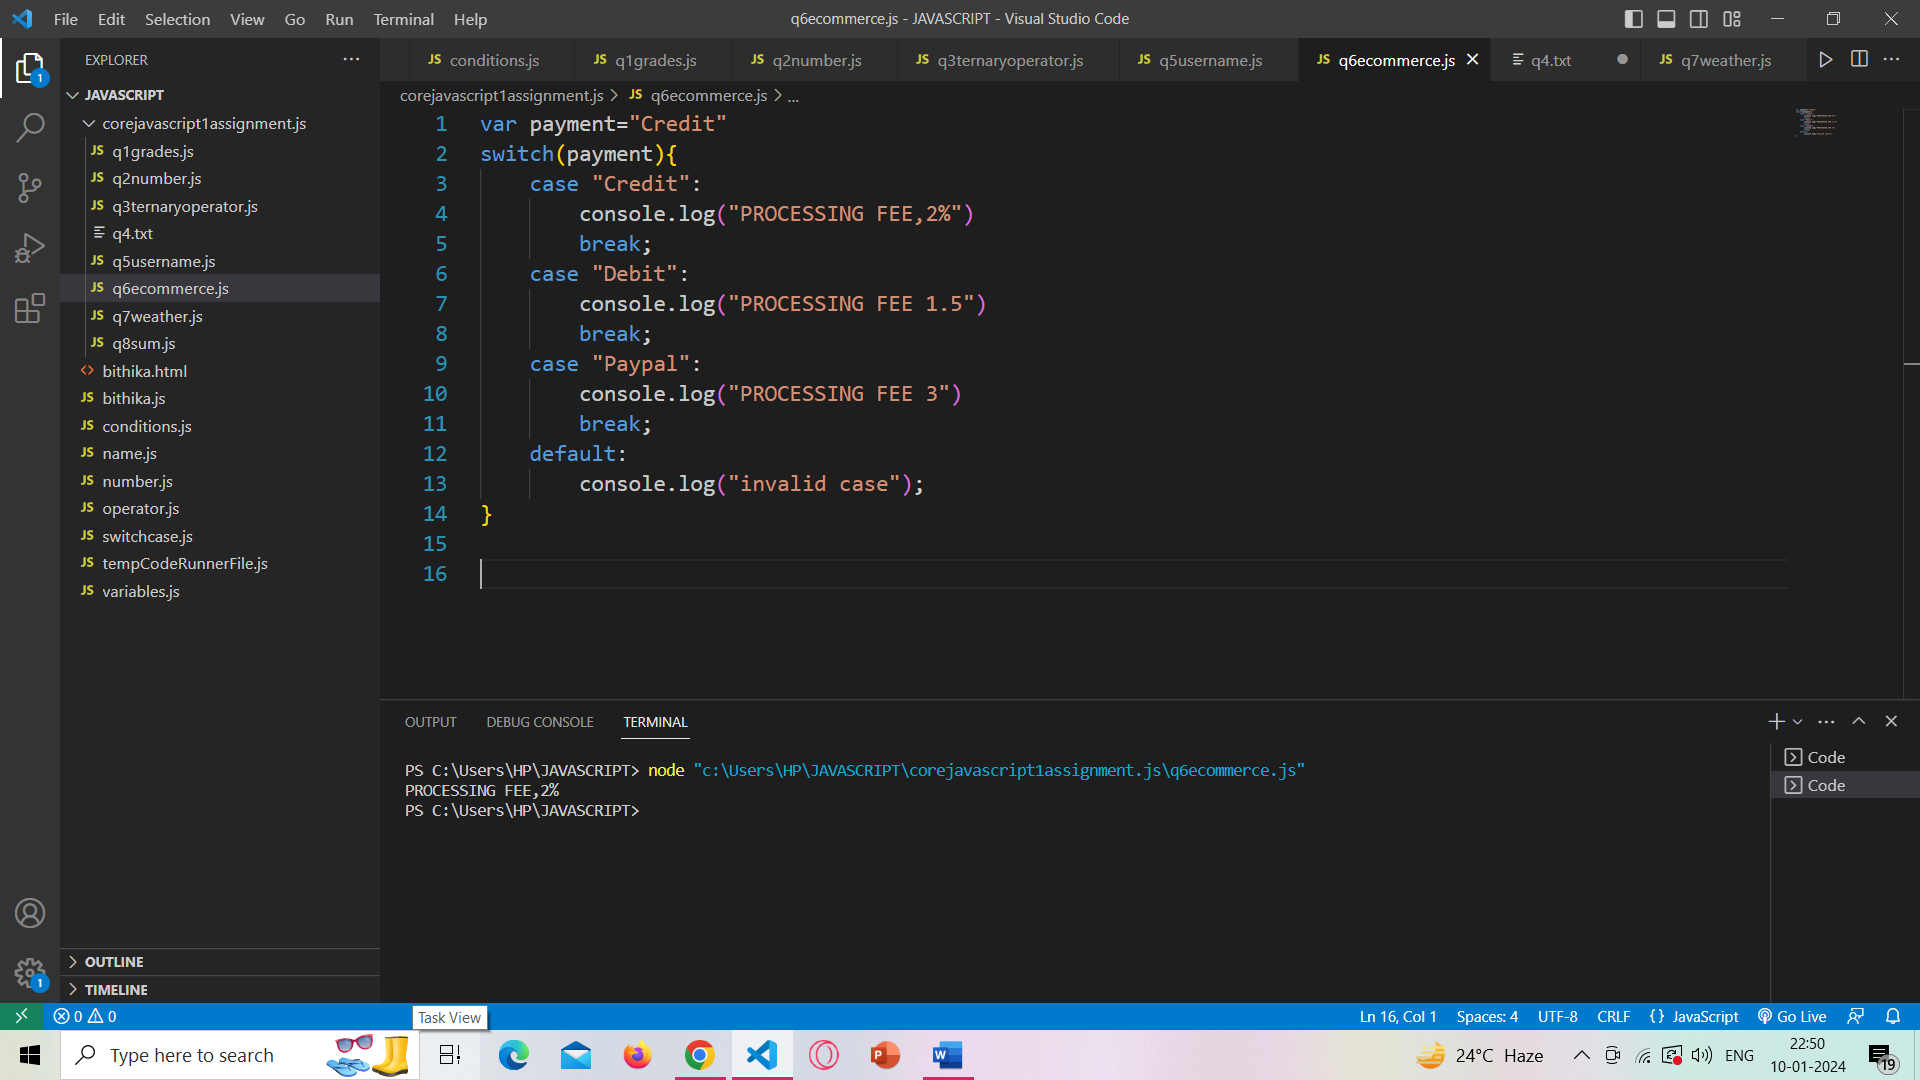 File Edit Selection View Go Run Terminal Help
q6ecommerce.js - JAVASCRIPT - Visual Studio Code
EXPLORER
JAVASCRIPT
corejavascript1assignment.js
JS q1grades.js
JS q2number.js
JS q3ternaryoperator.js
q4.txt
JS q5username.js
JS q6ecommerce.js
JS q7weather.js
JS q8sum.js
<> bithika.html
JS bithika.js
JS conditions.js
JS name.js
JS number.js
JS operator.js
JS switchcase.js
JS tempCodeRunnerFile.js
JS variables.js
OUTLINE
TIMELINE
1
1
JS conditions.js JS q1grades.js JS q2number.js JS q3ternaryoperator.js JS q5username.js JS q6ecommerce.js q4.txt JS q7weather.js
corejavascript1assignment.js > JS q6ecommerce.js > ...
1 var payment="Credit"
2 switch(payment){
3 case "Credit":
4 console.log("PROCESSING FEE,2%")
5 break;
6 case "Debit":
7 console.log("PROCESSING FEE 1.5")
8 break;
9 case "Paypal":
10 console.log("PROCESSING FEE 3")
11 break;
12 default:
13 console.log("invalid case");
14 }
15
16
OUTPUT DEBUG CONSOLE TERMINAL
PS C:\Users\HP\JAVASCRIPT> node "c:\Users\HP\JAVASCRIPT\corejavascript1assignment.js\q6ecommerce.js"
PROCESSING FEE,2%
PS C:\Users\HP\JAVASCRIPT>
Code
Code
0 0
Task View
Ln 16, Col 1 Spaces: 4 UTF-8 CRLF {} JavaScript Go Live
Type here to search
24°C Haze
ENG
22:50
10-01-2024
19